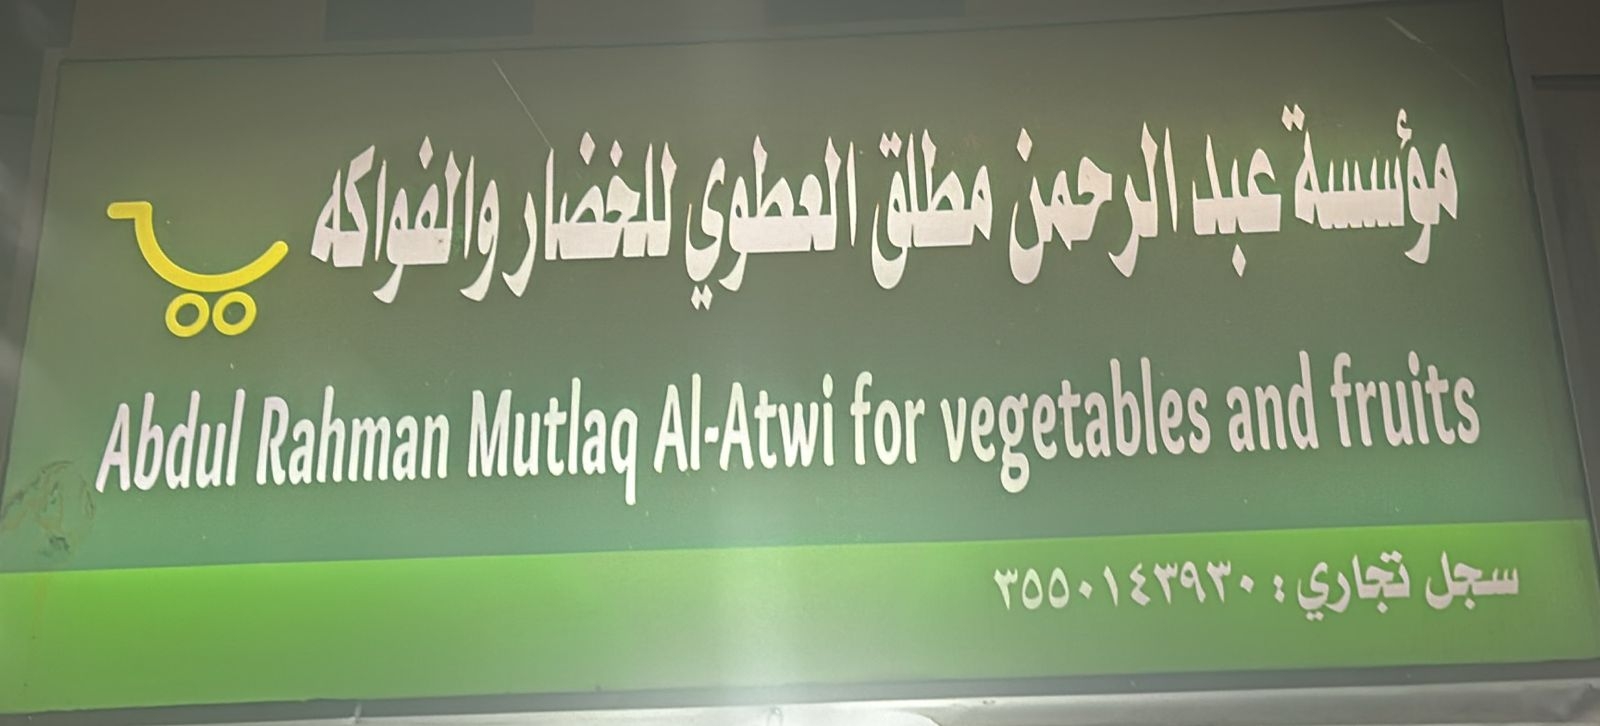 مؤسسة عبد الرحمن مطلق العطوي للخضار والفواكه
Abdul Rahman Mutlaq Al-Atwi for vegetables and fruits
سجل تجاري : ٣٥٥٠١٤٣٩٣٠